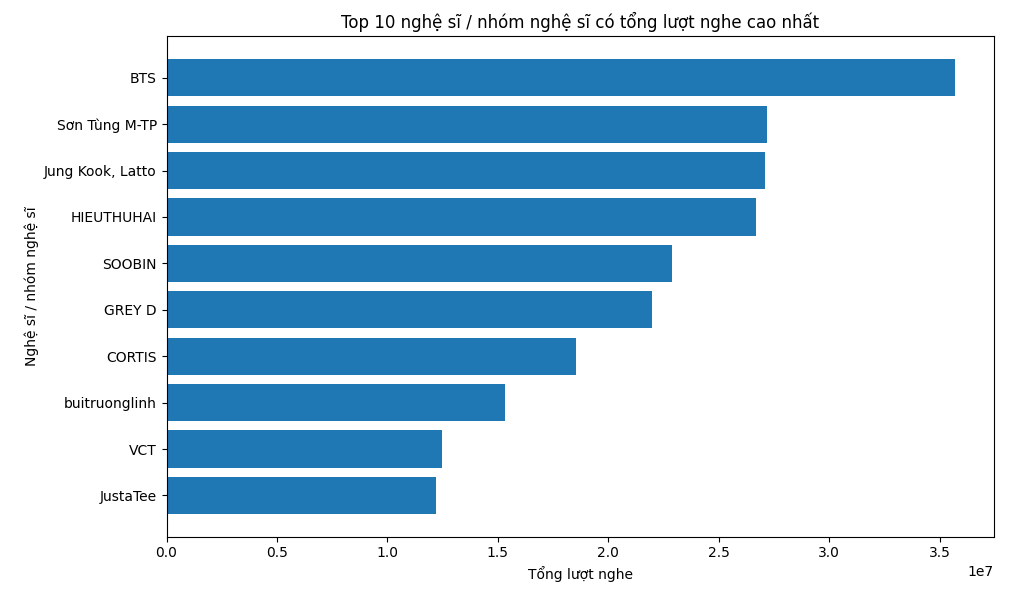 Top 10 nghệ sĩ / nhóm nghệ sĩ có tổng lượt nghe cao nhất
Nghệ sĩ / nhóm nghệ sĩ
BTS
Sơn Tùng M-TP
Jung Kook, Latto
HIEUTHUHAI
SOOBIN
GREY D
CORTIS
buitruonglinh
VCT
JustaTee
0.0 0.5 1.0 1.5 2.0 2.5 3.0 3.5
1e7
Tổng lượt nghe